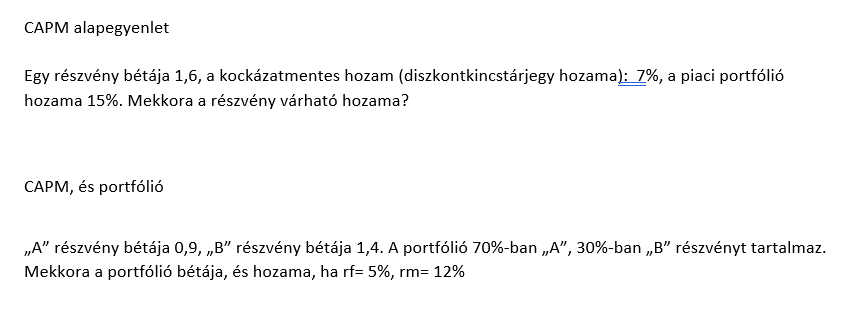 CAPM alapegyenlet
Egy részvény bétája 1,6, a kockázatmentes hozam (diszkontkincstárjegy hozama):  7%, a piaci portfólió
hozama 15%. Mekkora a részvény várható hozama?
CAPM, és portfólió
„A” részvény bétája 0,9, „B” részvény bétája 1,4. A portfólió 70%-ban „A”, 30%-ban „B” részvényt tartalmaz.
Mekkora a portfólió bétája, és hozama, ha rf= 5%, rm= 12%